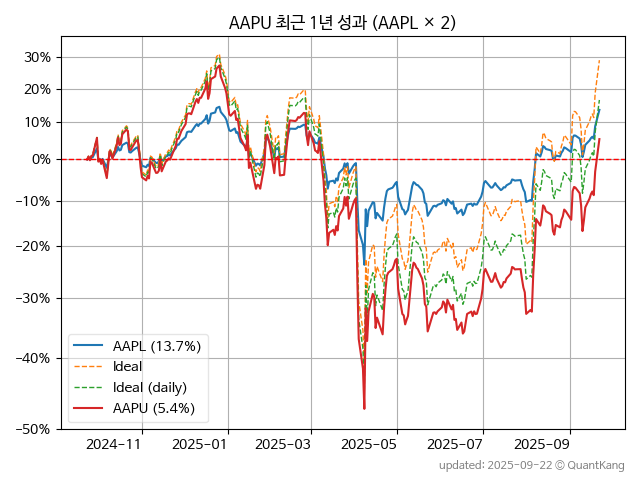 AAPU 최근 1년 성과 (AAPL × 2)
30%
20%
10%
0%
−10%
−20%
−30%
−40%
−50%
AAPL (13.7%)
Ideal
Ideal (daily)
AAPU (5.4%)
2024-11
2025-01
2025-03
2025-05
2025-07
2025-09
updated: 2025-09-22 © QuantKang